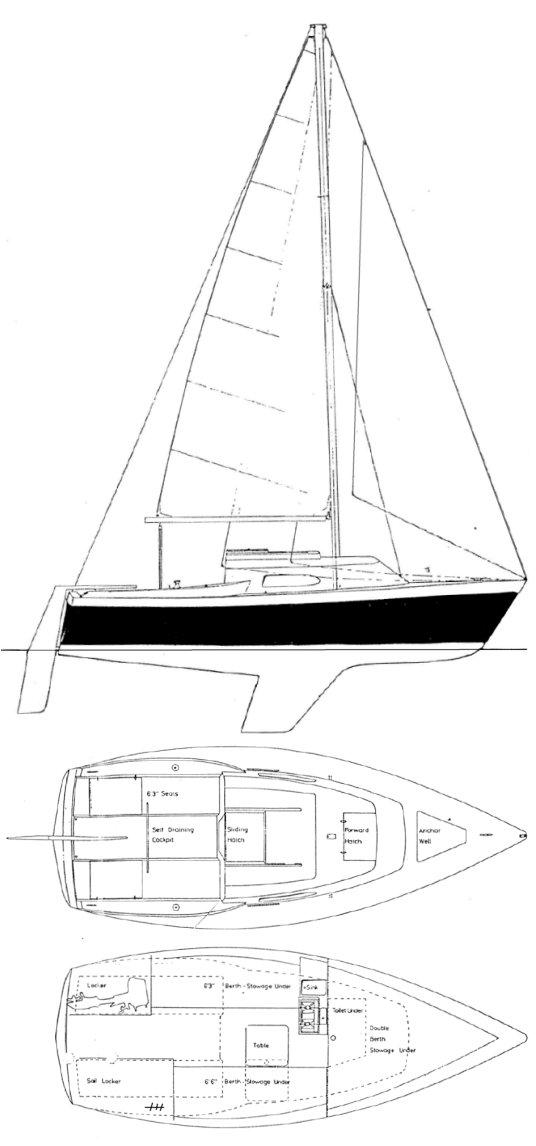 6'3" Seats
Self Draining
Cockpit
Sliding
Hatch
Forward
Hatch
Anchor
Well
Locker
6'3" Berth - Stowage Under
Sink
Toilet Under
Double
Berth
Stowage Under
Table
Sail Locker
6'6" Berth - Stowage Under